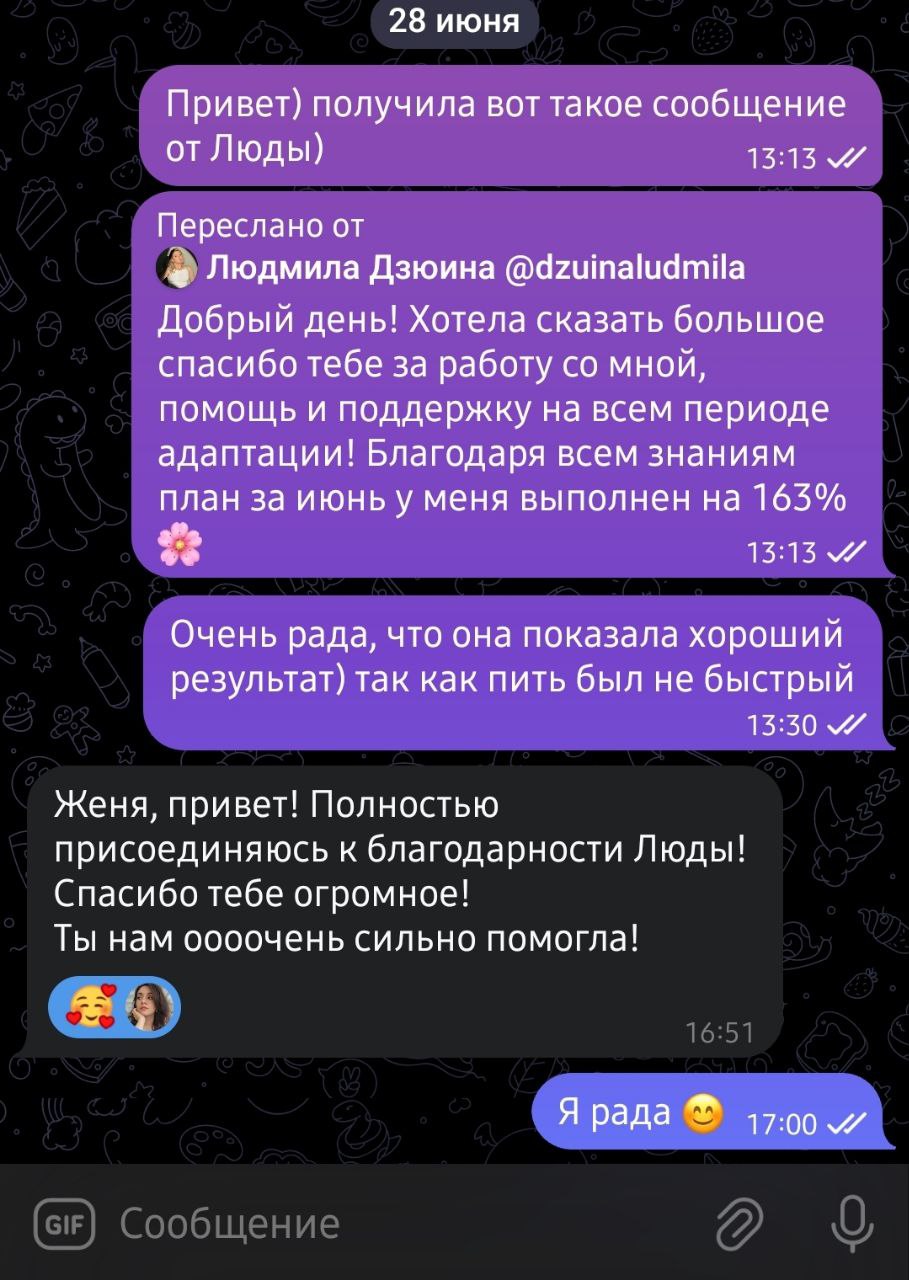 28 июня
Привет) получила вот такое сообщение
от Люды)
13:13
Переслано от
Людмила Дзюина @dzuinaludmila
Добрый день! Хотела сказать большое
спасибо тебе за работу со мной,
помощь и поддержку на всем периоде
адаптации! Благодаря всем знаниям
план за июнь у меня выполнен на 163%
🌸
13:13
Очень рада, что она показала хороший
результат) так как пить был не быстрый
13:30
Женя, привет! Полностью
присоединяюсь к благодарности Люды!
Спасибо тебе огромное!
Ты нам оооочень сильно помогла!
🥰
16:51
Я рада 😊 17:00
GIF Сообщение